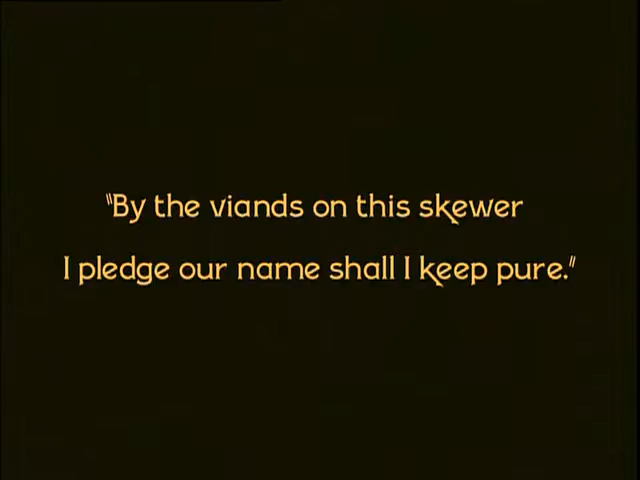 "By the viands on this skewer
I pledge our name shall I keep pure."